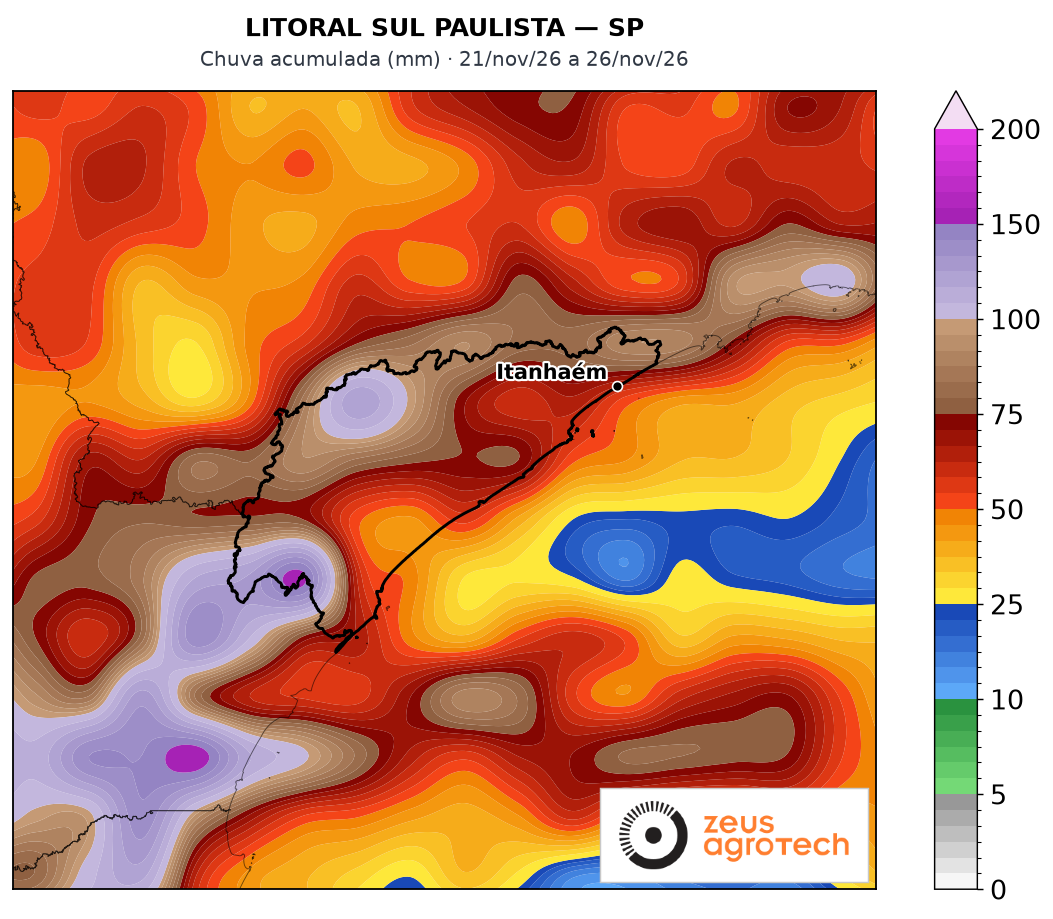 LITORAL SUL PAULISTA — SP
Chuva acumulada (mm) · 21/nov/26 a 26/nov/26
200
150
100
75
50
25
10
5
0
Itanhaém
zeus
agrotech